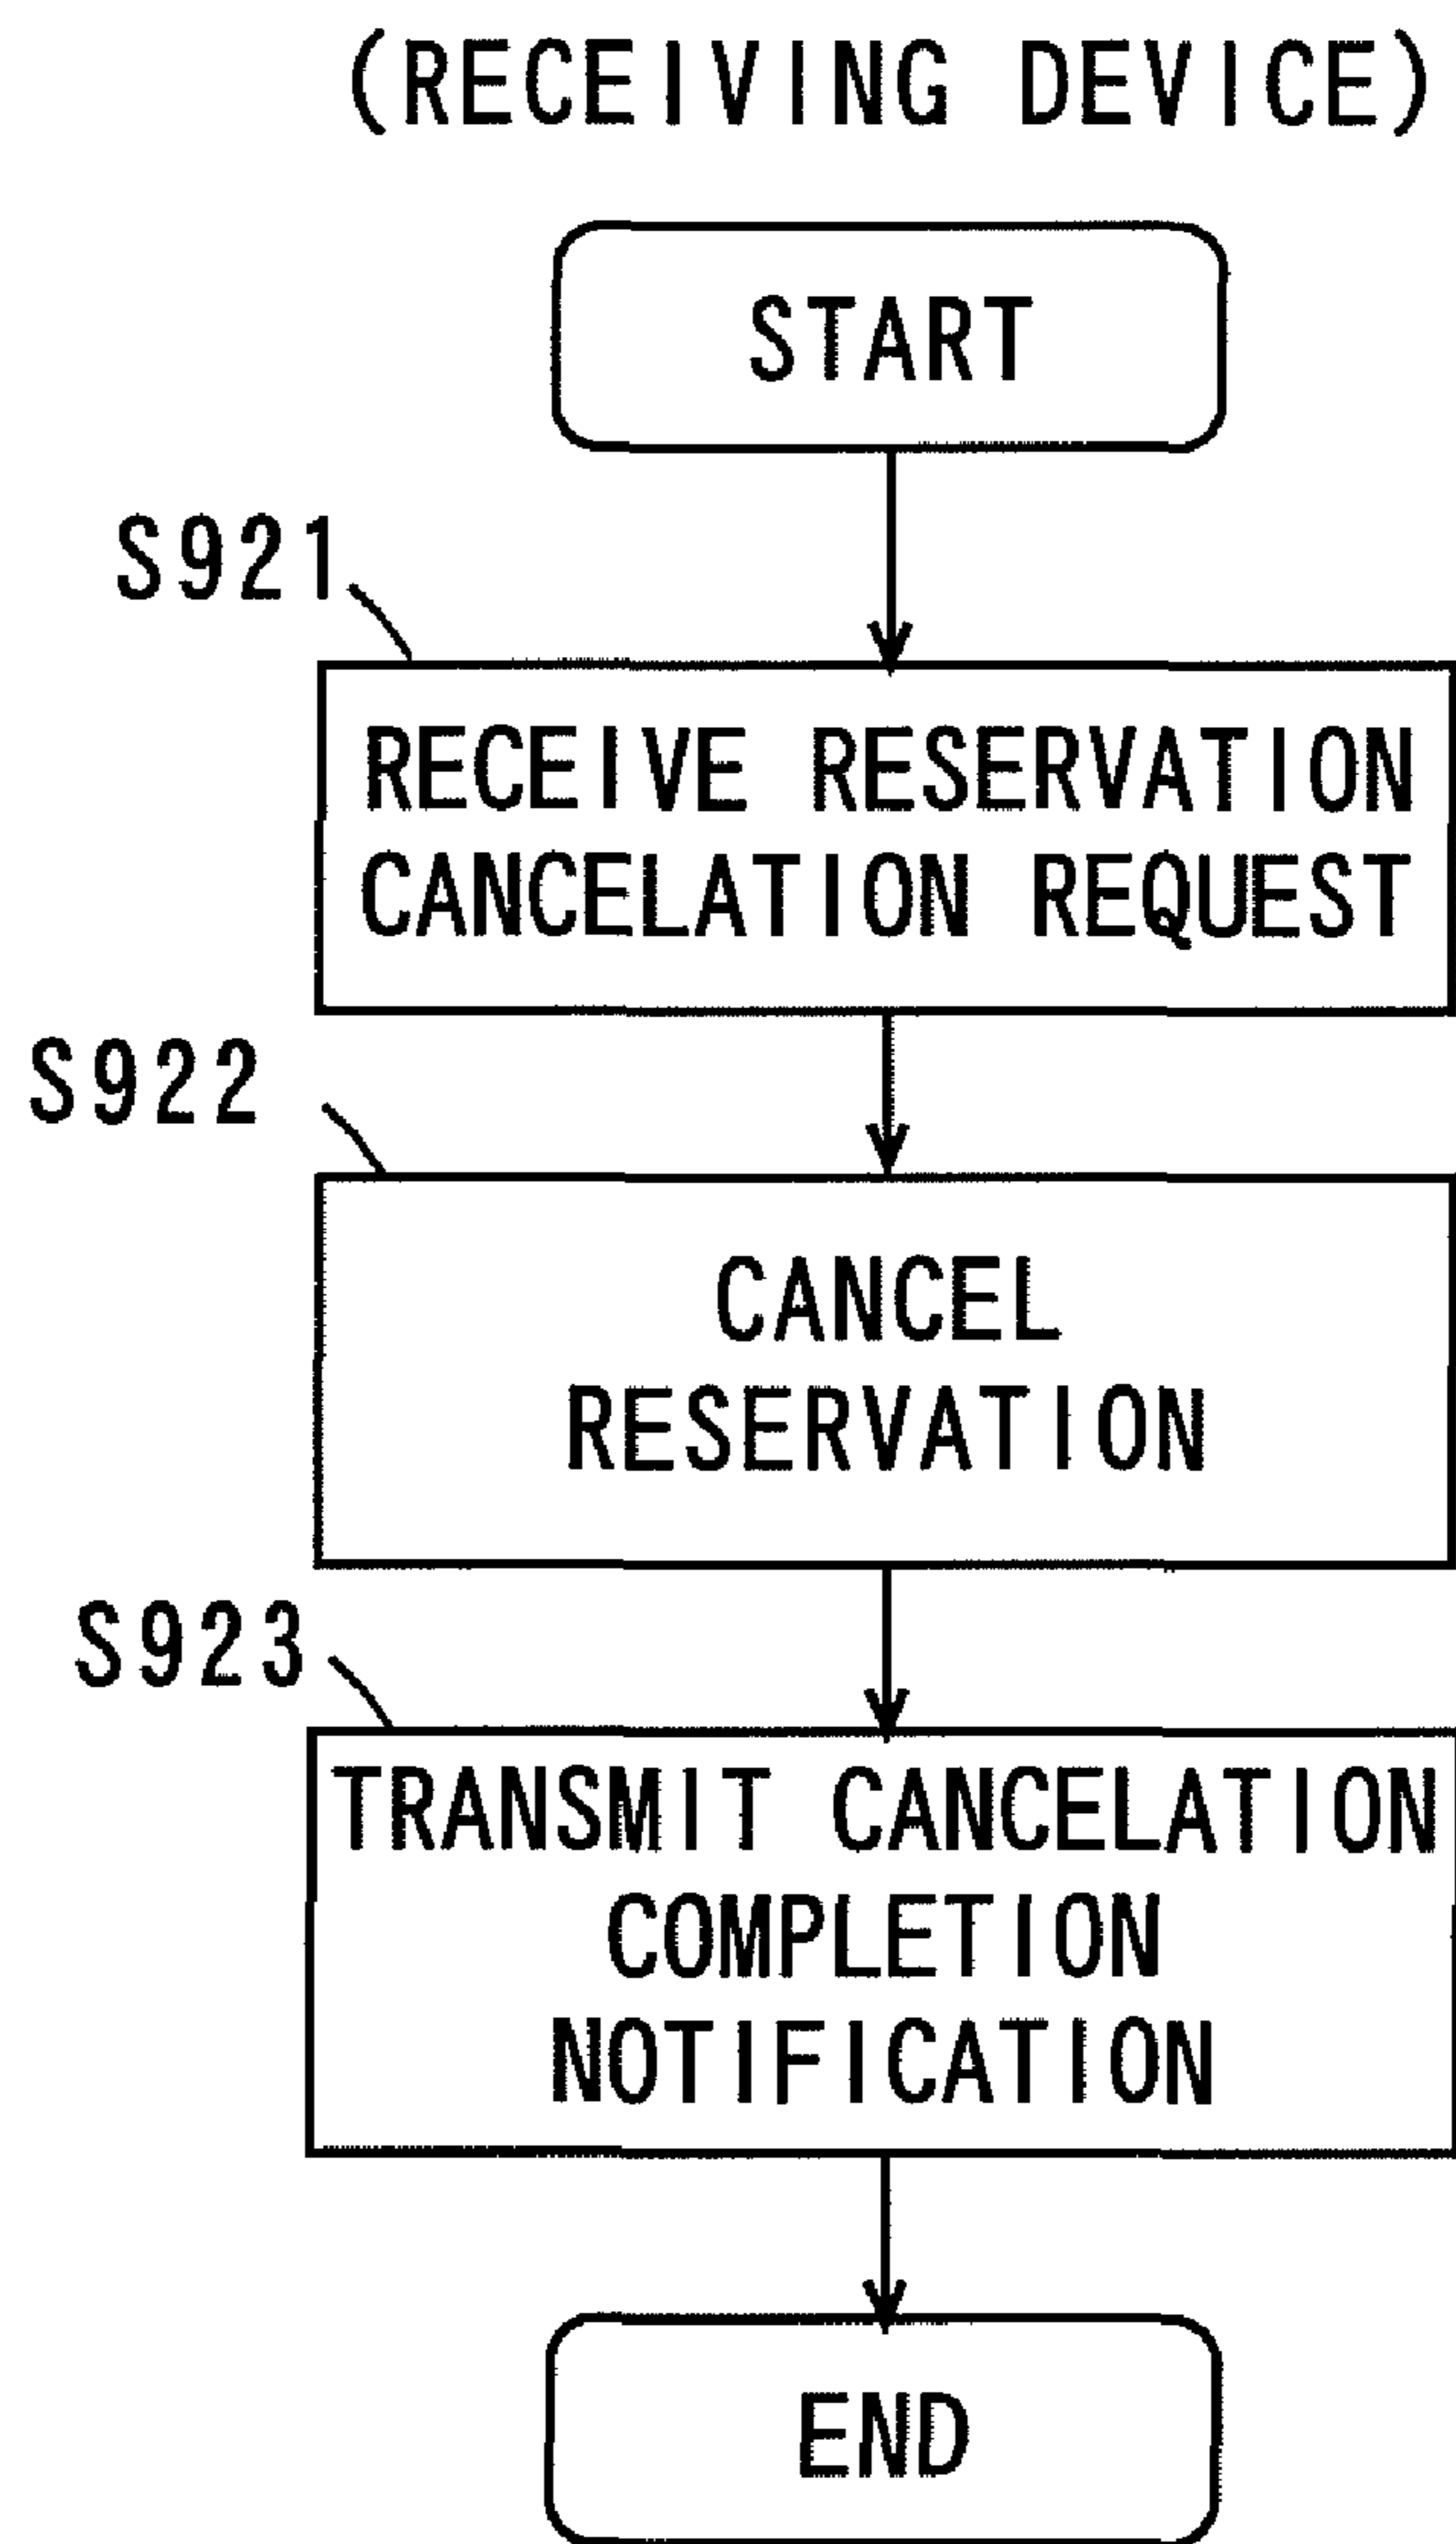 (RECEIVING DEVICE)
START
S921
RECEIVE RESERVATION
CANCELATION REQUEST
S922
CANCEL
RESERVATION
S923
TRANSMIT CANCELATION
COMPLETION
NOTIFICATION
END